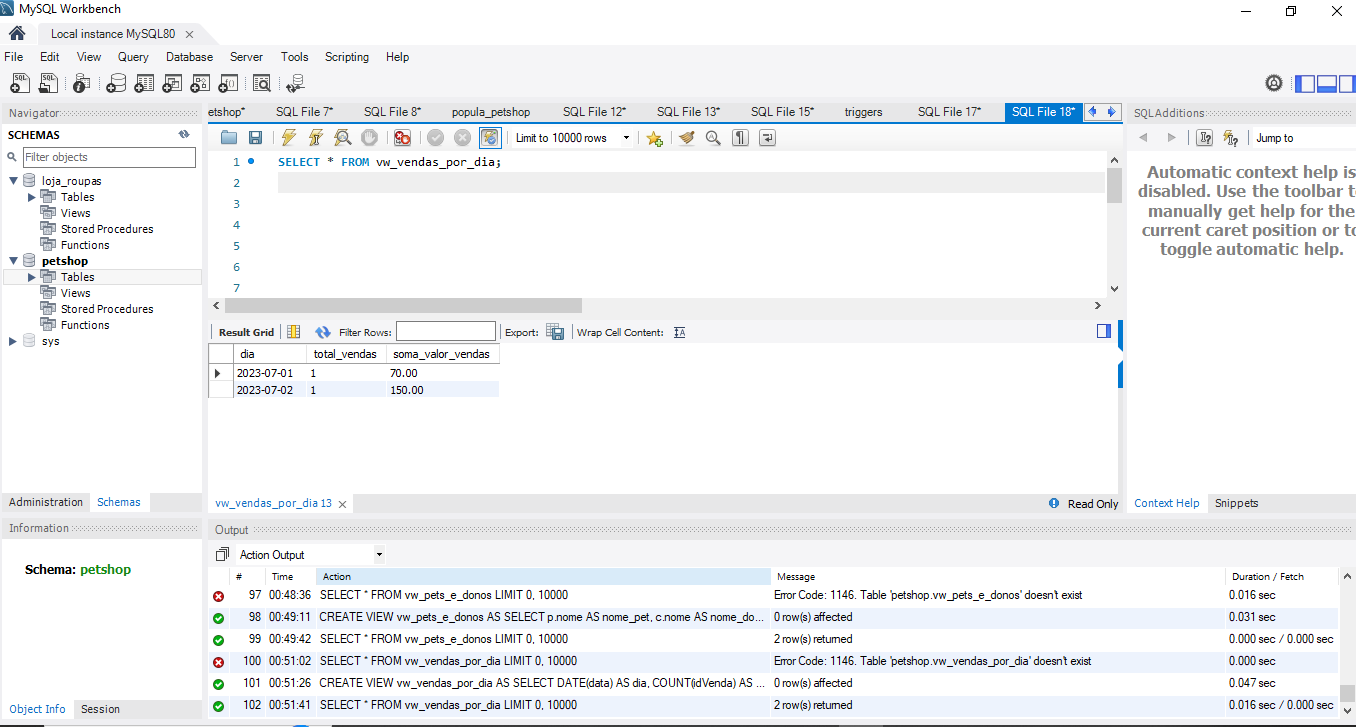 MySQL Workbench
Local instance MySQL80
File Edit View Query Database Server Tools Scripting Help
Navigator
SCHEMAS
Filter objects
loja_roupas
Tables
Views
Stored Procedures
Functions
petshop
Tables
Views
Stored Procedures
Functions
sys
Administration Schemas
Information
Schema: petshop
Object Info Session
etshop* SQL File 7* SQL File 8* popula_petshop SQL File 12* SQL File 13* SQL File 15* triggers SQL File 17* SQL File 18*
Limit to 10000 rows
1 SELECT * FROM vw_vendas_por_dia;
2
3
4
5
6
7
Result Grid Filter Rows: Export: Wrap Cell Content:
dia total_vendas soma_valor_vendas
2023-07-01 1 70.00
2023-07-02 1 150.00
vw_vendas_por_dia 13 Read Only
SQLAdditions
Jump to
Automatic context help is
disabled. Use the toolbar t
manually get help for the
current caret position or to
toggle automatic help.
Context Help Snippets
Output
Action Output
# Time Action Message Duration / Fetch
97 00:48:36 SELECT * FROM vw_pets_e_donos LIMIT 0, 10000 Error Code: 1146. Table 'petshop.vw_pets_e_donos' doesn't exist 0.016 sec
98 00:49:11 CREATE VIEW vw_pets_e_donos AS SELECT p.nome AS nome_pet, c.nome AS nome_do... 0 row(s) affected 0.031 sec
99 00:49:42 SELECT * FROM vw_pets_e_donos LIMIT 0, 10000 2 row(s) returned 0.000 sec / 0.000 sec
100 00:51:02 SELECT * FROM vw_vendas_por_dia LIMIT 0, 10000 Error Code: 1146. Table 'petshop.vw_vendas_por_dia' doesn't exist 0.000 sec
101 00:51:26 CREATE VIEW vw_vendas_por_dia AS SELECT DATE(data) AS dia, COUNT(idVenda) AS ... 0 row(s) affected 0.047 sec
102 00:51:41 SELECT * FROM vw_vendas_por_dia LIMIT 0, 10000 2 row(s) returned 0.016 sec / 0.000 sec